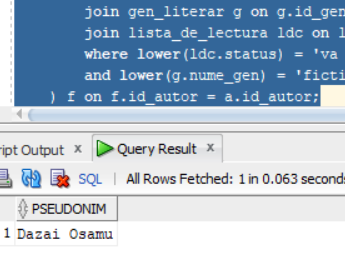 join gen_literar g on g.id_gen
join lista_de_lectura ldc on l
where lower(ldc.status) = 'va
and lower(g.nume_gen) = 'ficti
) f on f.id_autor = a.id_autor;
ript Output x Query Result x
SQL | All Rows Fetched: 1 in 0.063 seconds
PSEUDONIM
1 Dazai Osamu